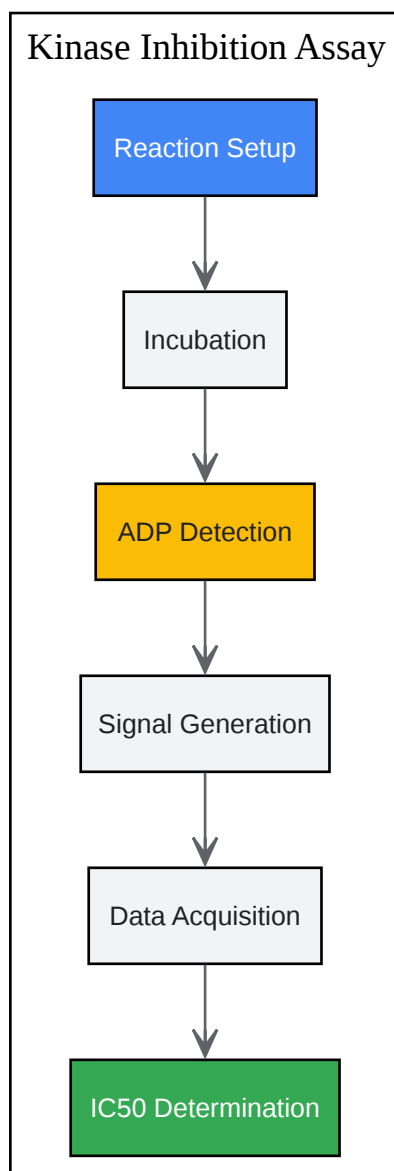 Kinase Inhibition Assay
Reaction Setup
Incubation
ADP Detection
Signal Generation
Data Acquisition
IC50 Determination